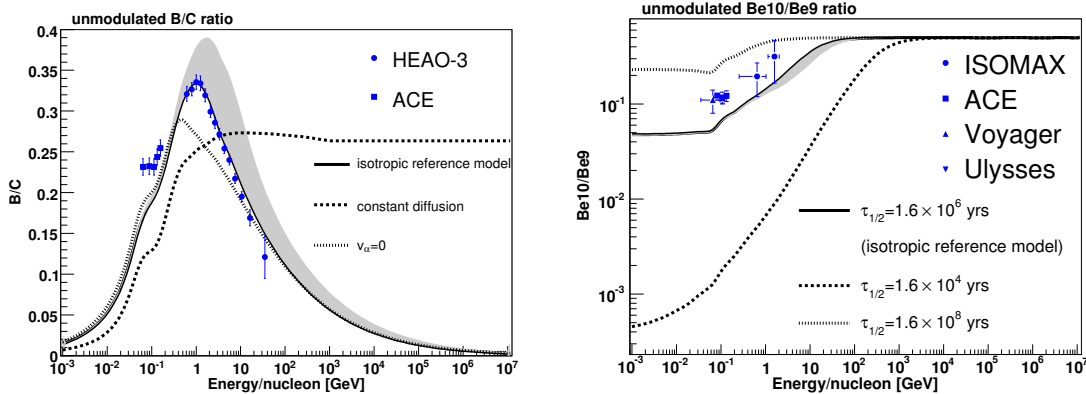 unmodulated B/C ratio
B/C
0.4
0.35
0.3
0.25
0.2
0.15
0.1
0.05
0
HEAO-3
ACE
isotropic reference model
constant diffusion
vα=0
10⁻³ 10⁻² 10⁻¹ 1 10 10² 10³ 10⁴ 10⁵ 10⁶ 10⁷
Energy/nucleon [GeV]
unmodulated Be10/Be9 ratio
Be10/Be9
10⁻¹
10⁻²
10⁻³
ISOMAX
ACE
Voyager
Ulysses
τ1/2=1.6 × 10⁶ yrs
(isotropic reference model)
τ1/2=1.6 × 10⁴ yrs
τ1/2=1.6 × 10⁸ yrs
10⁻³ 10⁻² 10⁻¹ 1 10 10² 10³ 10⁴ 10⁵ 10⁶ 10⁷
Energy/nucleon [GeV]